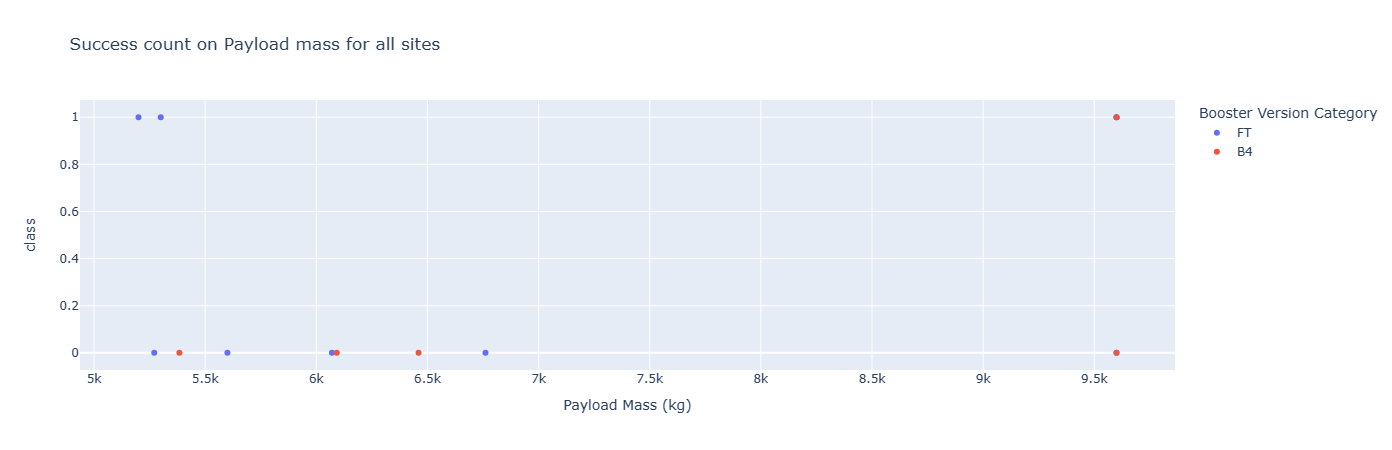 Success count on Payload mass for all sites
Booster Version Category
FT
B4
class
1
0.8
0.6
0.4
0.2
0
5k 5.5k 6k 6.5k 7k 7.5k 8k 8.5k 9k 9.5k
Payload Mass (kg)